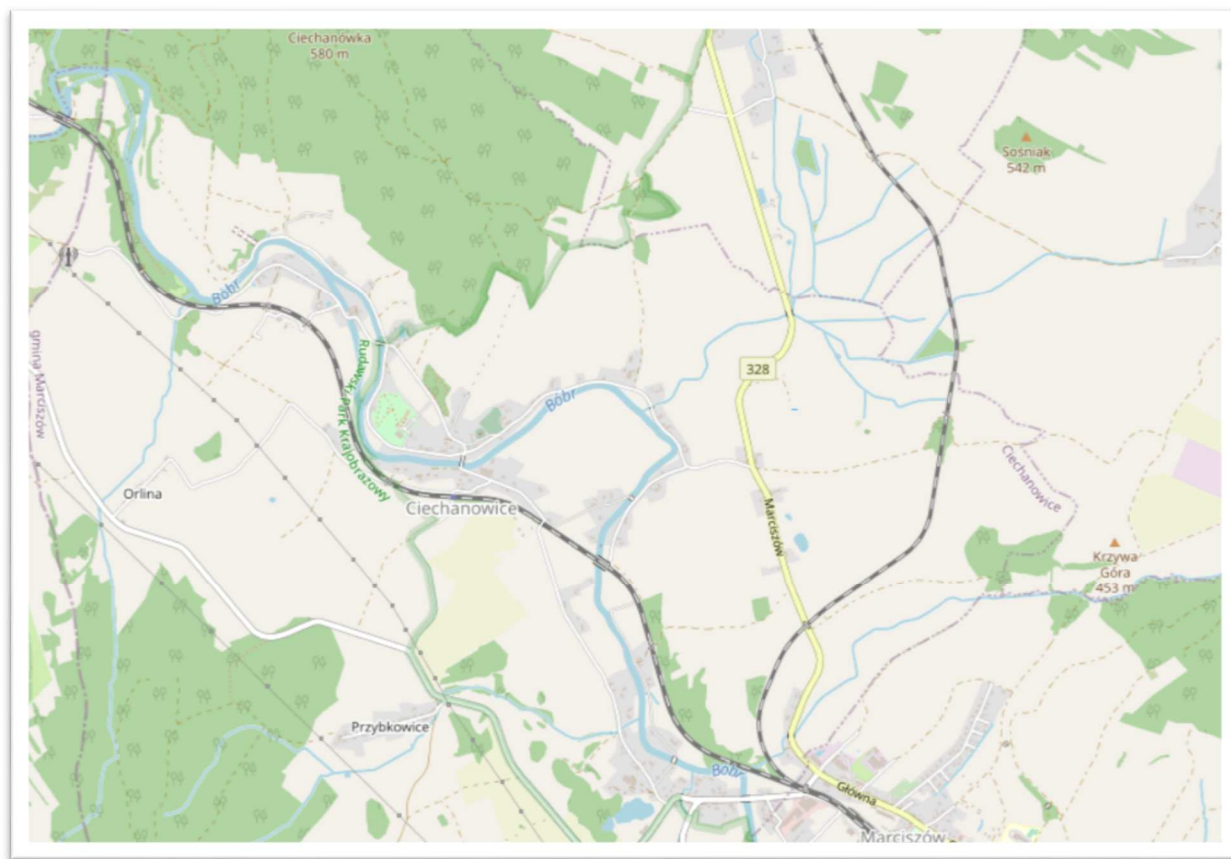 Ciechanówka
580 m
Sośniak
542 m
Bóbr
gmina Marciszów
Rudawski Park Krajobrazowy
328
Bóbr
Ciechanowice
Orlina
Ciechanowice
Marciszów
Krzywa
Góra
453 m
Przybkowice
Bóbr
Główna
Marciszów